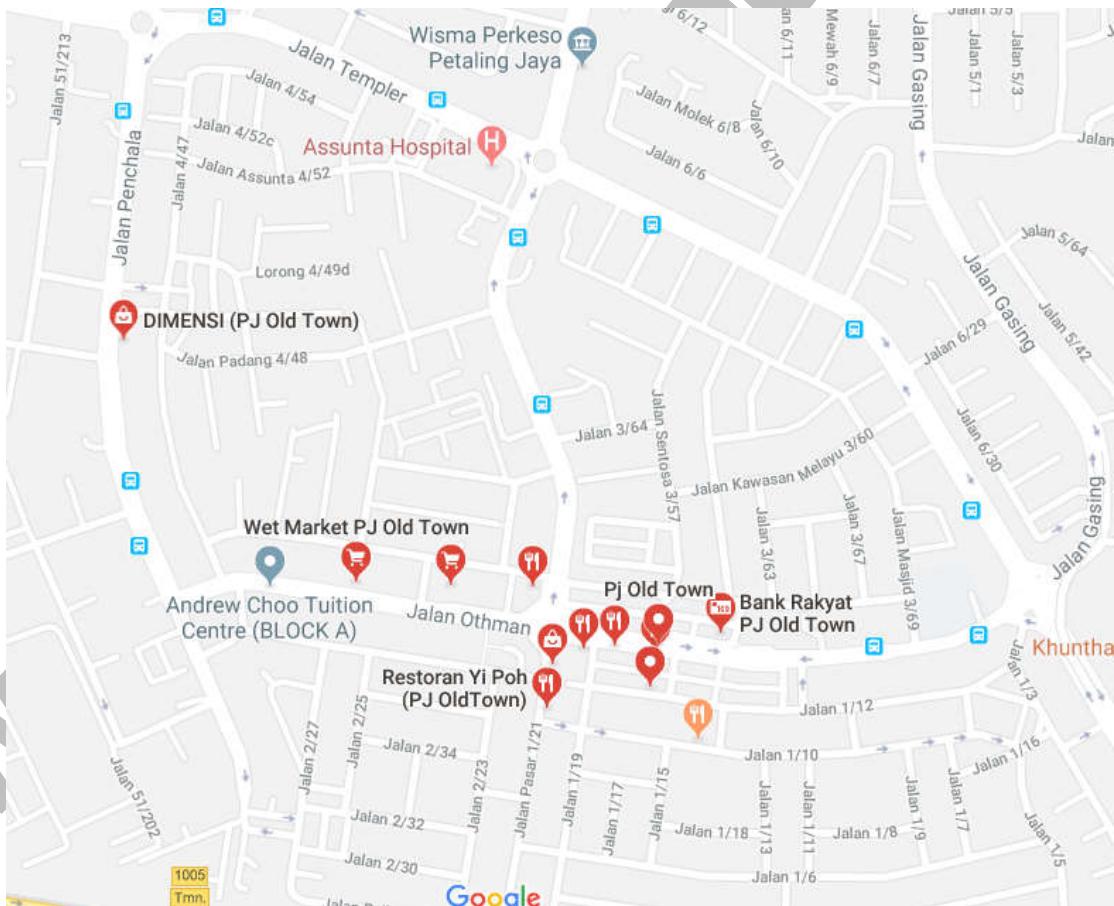 Jalan 51/213
Jalan Templer
Wisma Perkeso
Petaling Jaya
6/12
Jalan 6/11
Mewah 6/9
Jalan 6/7
Jalan Gasing
Jalan 5/5
Jalan 5/1
Jalan 5/3
Jalan 4/54
Jalan 4/52c
Jalan 4/47
Jalan Assunta 4/52
Assunta Hospital
Jalan Molek 6/8
Jalan 6/10
Jalan 6/6
Jalan
Jalan Penchala
Lorong 4/49d
Jalan 5/64
Jalan Gasing
DIMENSI (PJ Old Town)
Jalan Padang 4/48
Jalan 6/29
Jalan 5/42
Jalan 3/64
Jalan Sentosa 3/57
Jalan Kawasan Melayu 3/60
Jalan 6/30
Jalan 3/63
Jalan 3/67
Jalan Masjid 3/69
Jalan Gasing
Wet Market PJ Old Town
Andrew Choo Tuition
Centre (BLOCK A)
Jalan Othman
Pj Old Town
Bank Rakyat
PJ Old Town
Khuntha
Restoran Yi Poh
(PJ OldTown)
Jalan 1/3
Jalan 1/12
Jalan 1/10
Jalan 1/16
Jalan 51/202
Jalan 2/27
Jalan 2/25
Jalan 2/34
Jalan 2/23
Jalan Pasar 1/21
Jalan 1/19
Jalan 1/17
Jalan 1/15
Jalan 1/13
Jalan 1/11
Jalan 1/9
Jalan 1/7
Jalan 1/5
Jalan 2/32
Jalan 1/18
Jalan 1/8
Jalan 2/30
Jalan 1/6
1005
Tmn.
Google